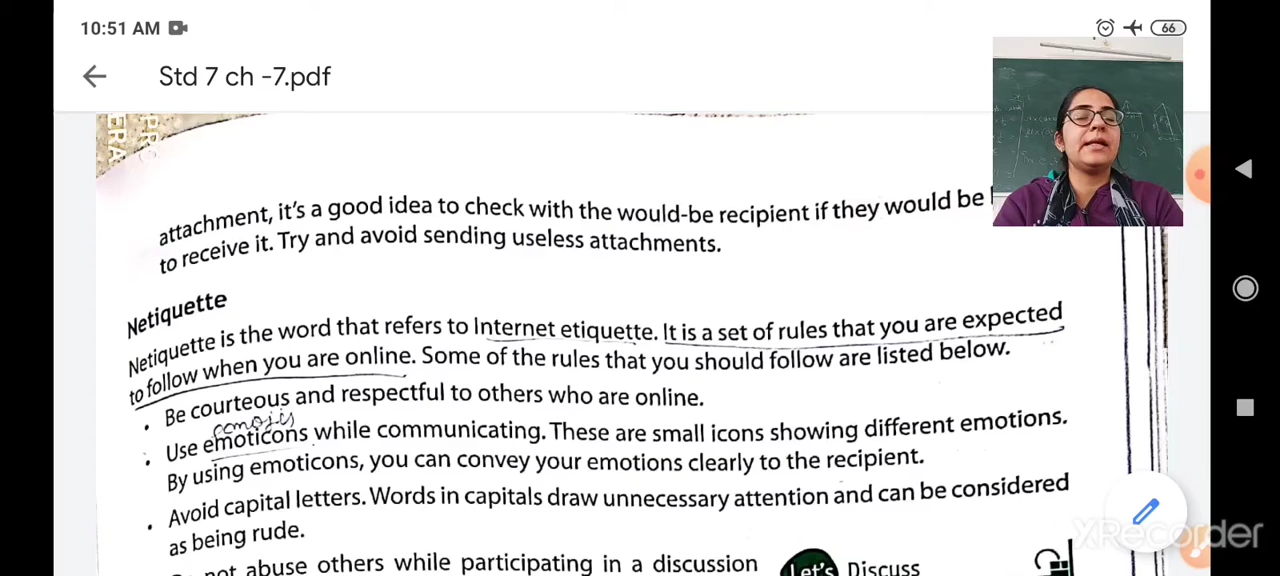 10:51 AM
66
Std 7 ch -7.pdf
attachment, it's a good idea to check with the would-be recipient if they would be
to receive it. Try and avoid sending useless attachments.
Netiquette
Netiquette is the word that refers to Internet etiquette. It is a set of rules that you are expected
to follow when you are online. Some of the rules that you should follow are listed below.
• Be courteous and respectful to others who are online.
emojis
• Use emoticons while communicating. These are small icons showing different emotions.
By using emoticons, you can convey your emotions clearly to the recipient.
• Avoid capital letters. Words in capitals draw unnecessary attention and can be considered
as being rude.
not abuse others while participating in a discussion
Let's Discuss
XRecorder